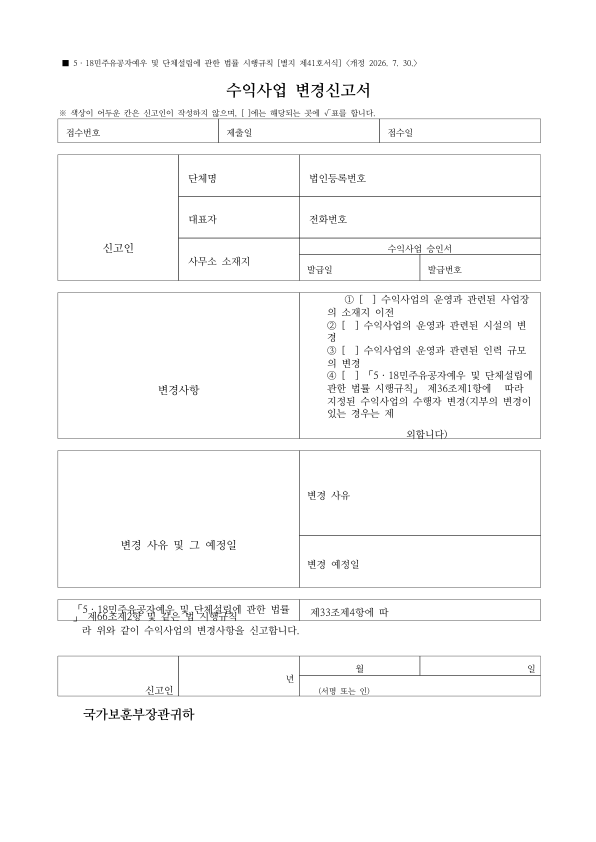 ■ 5ㆍ18민주유공자예우 및 단체설립에 관한 법률 시행규칙 [별지 제41호서식] <개정 2026. 7. 30.>
수익사업 변경신고서
※ 색상이 어두운 칸은 신고인이 작성하지 않으며, [ ]에는 해당되는 곳에 √표를 합니다.
접수번호 제출일 접수일
단체명 법인등록번호
대표자 전화번호
신고인
수익사업 승인서
사무소 소재지
발급일 발급번호
① [ ] 수익사업의 운영과 관련된 사업장
의 소재지 이전
② [ ] 수익사업의 운영과 관련된 시설의 변
경
③ [ ] 수익사업의 운영과 관련된 인력 규모
의 변경
④ [ ] 「5ㆍ18민주유공자예우 및 단체설립에
관한 법률 시행규칙」 제36조제1항에 따라
변경사항
지정된 수익사업의 수행자 변경(지부의 변경이
있는 경우는 제
외합니다)
변경 사유
변경 사유 및 그 예정일
변경 예정일
「5ㆍ18민주유공자예우 및 단체설립에 관한 법률
」 제66조제2항 및 같은 법 시행규칙 제33조제4항에 따
라 위와 같이 수익사업의 변경사항을 신고합니다.
년 월 일
신고인 (서명 또는 인)
국가보훈부장관귀하